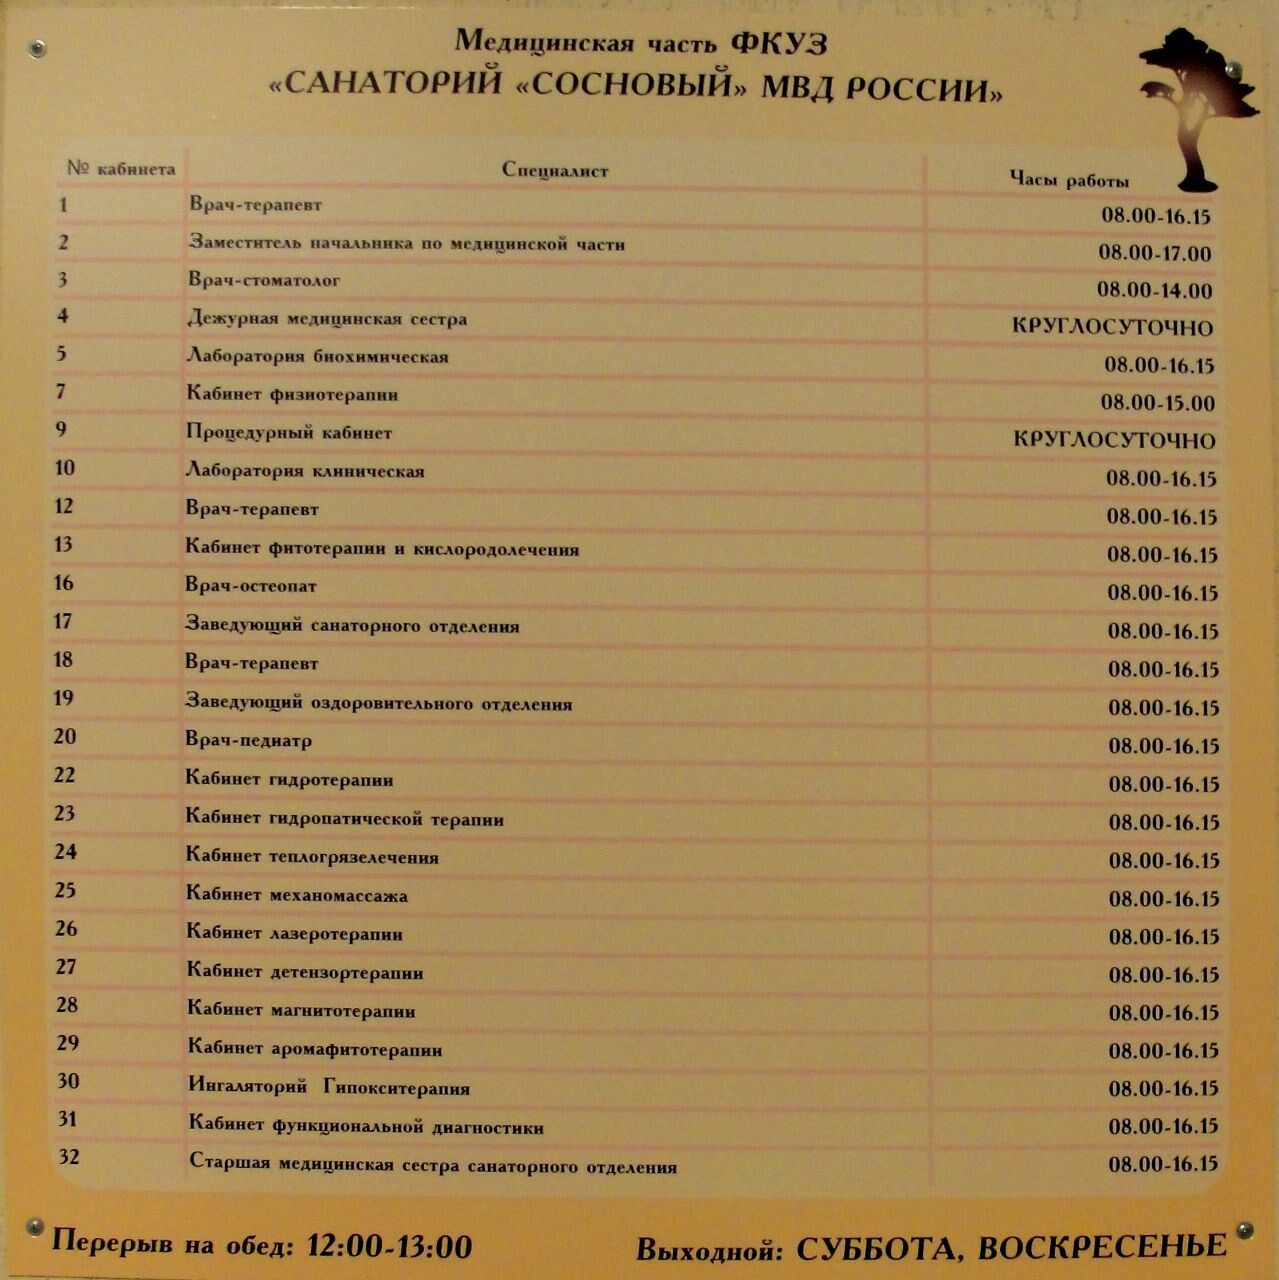 Медицинская часть ФКУЗ
«САНАТОРИЙ «СОСНОВЫЙ» МВД РОССИИ»
№ кабинета Специалист Часы работы
1 Врач-терапевт 08.00-16.15
2 Заместитель начальника по медицинской части 08.00-17.00
3 Врач-стоматолог 08.00-14.00
4 Дежурная медицинская сестра КРУГЛОСУТОЧНО
5 Лаборатория биохимическая 08.00-16.15
7 Кабинет физиотерапии 08.00-15.00
9 Процедурный кабинет КРУГЛОСУТОЧНО
10 Лаборатория клиническая 08.00-16.15
12 Врач-терапевт 08.00-16.15
13 Кабинет фитотерапии и кислородолечения 08.00-16.15
16 Врач-остеопат 08.00-16.15
17 Заведующий санаторного отделения 08.00-16.15
18 Врач-терапевт 08.00-16.15
19 Заведующий оздоровительного отделения 08.00-16.15
20 Врач-педиатр 08.00-16.15
22 Кабинет гидротерапии 08.00-16.15
23 Кабинет гидропатической терапии 08.00-16.15
24 Кабинет теплогрязелечения 08.00-16.15
25 Кабинет механомассажа 08.00-16.15
26 Кабинет лазеротерапии 08.00-16.15
27 Кабинет детензортерапии 08.00-16.15
28 Кабинет магнитотерапии 08.00-16.15
29 Кабинет аромафитотерапии 08.00-16.15
30 Ингаляторий Гипокситерапия 08.00-16.15
31 Кабинет функциональной диагностики 08.00-16.15
32 Старшая медицинская сестра санаторного отделения 08.00-16.15
Перерыв на обед: 12:00-13:00 Выходной: СУББОТА, ВОСКРЕСЕНЬЕ